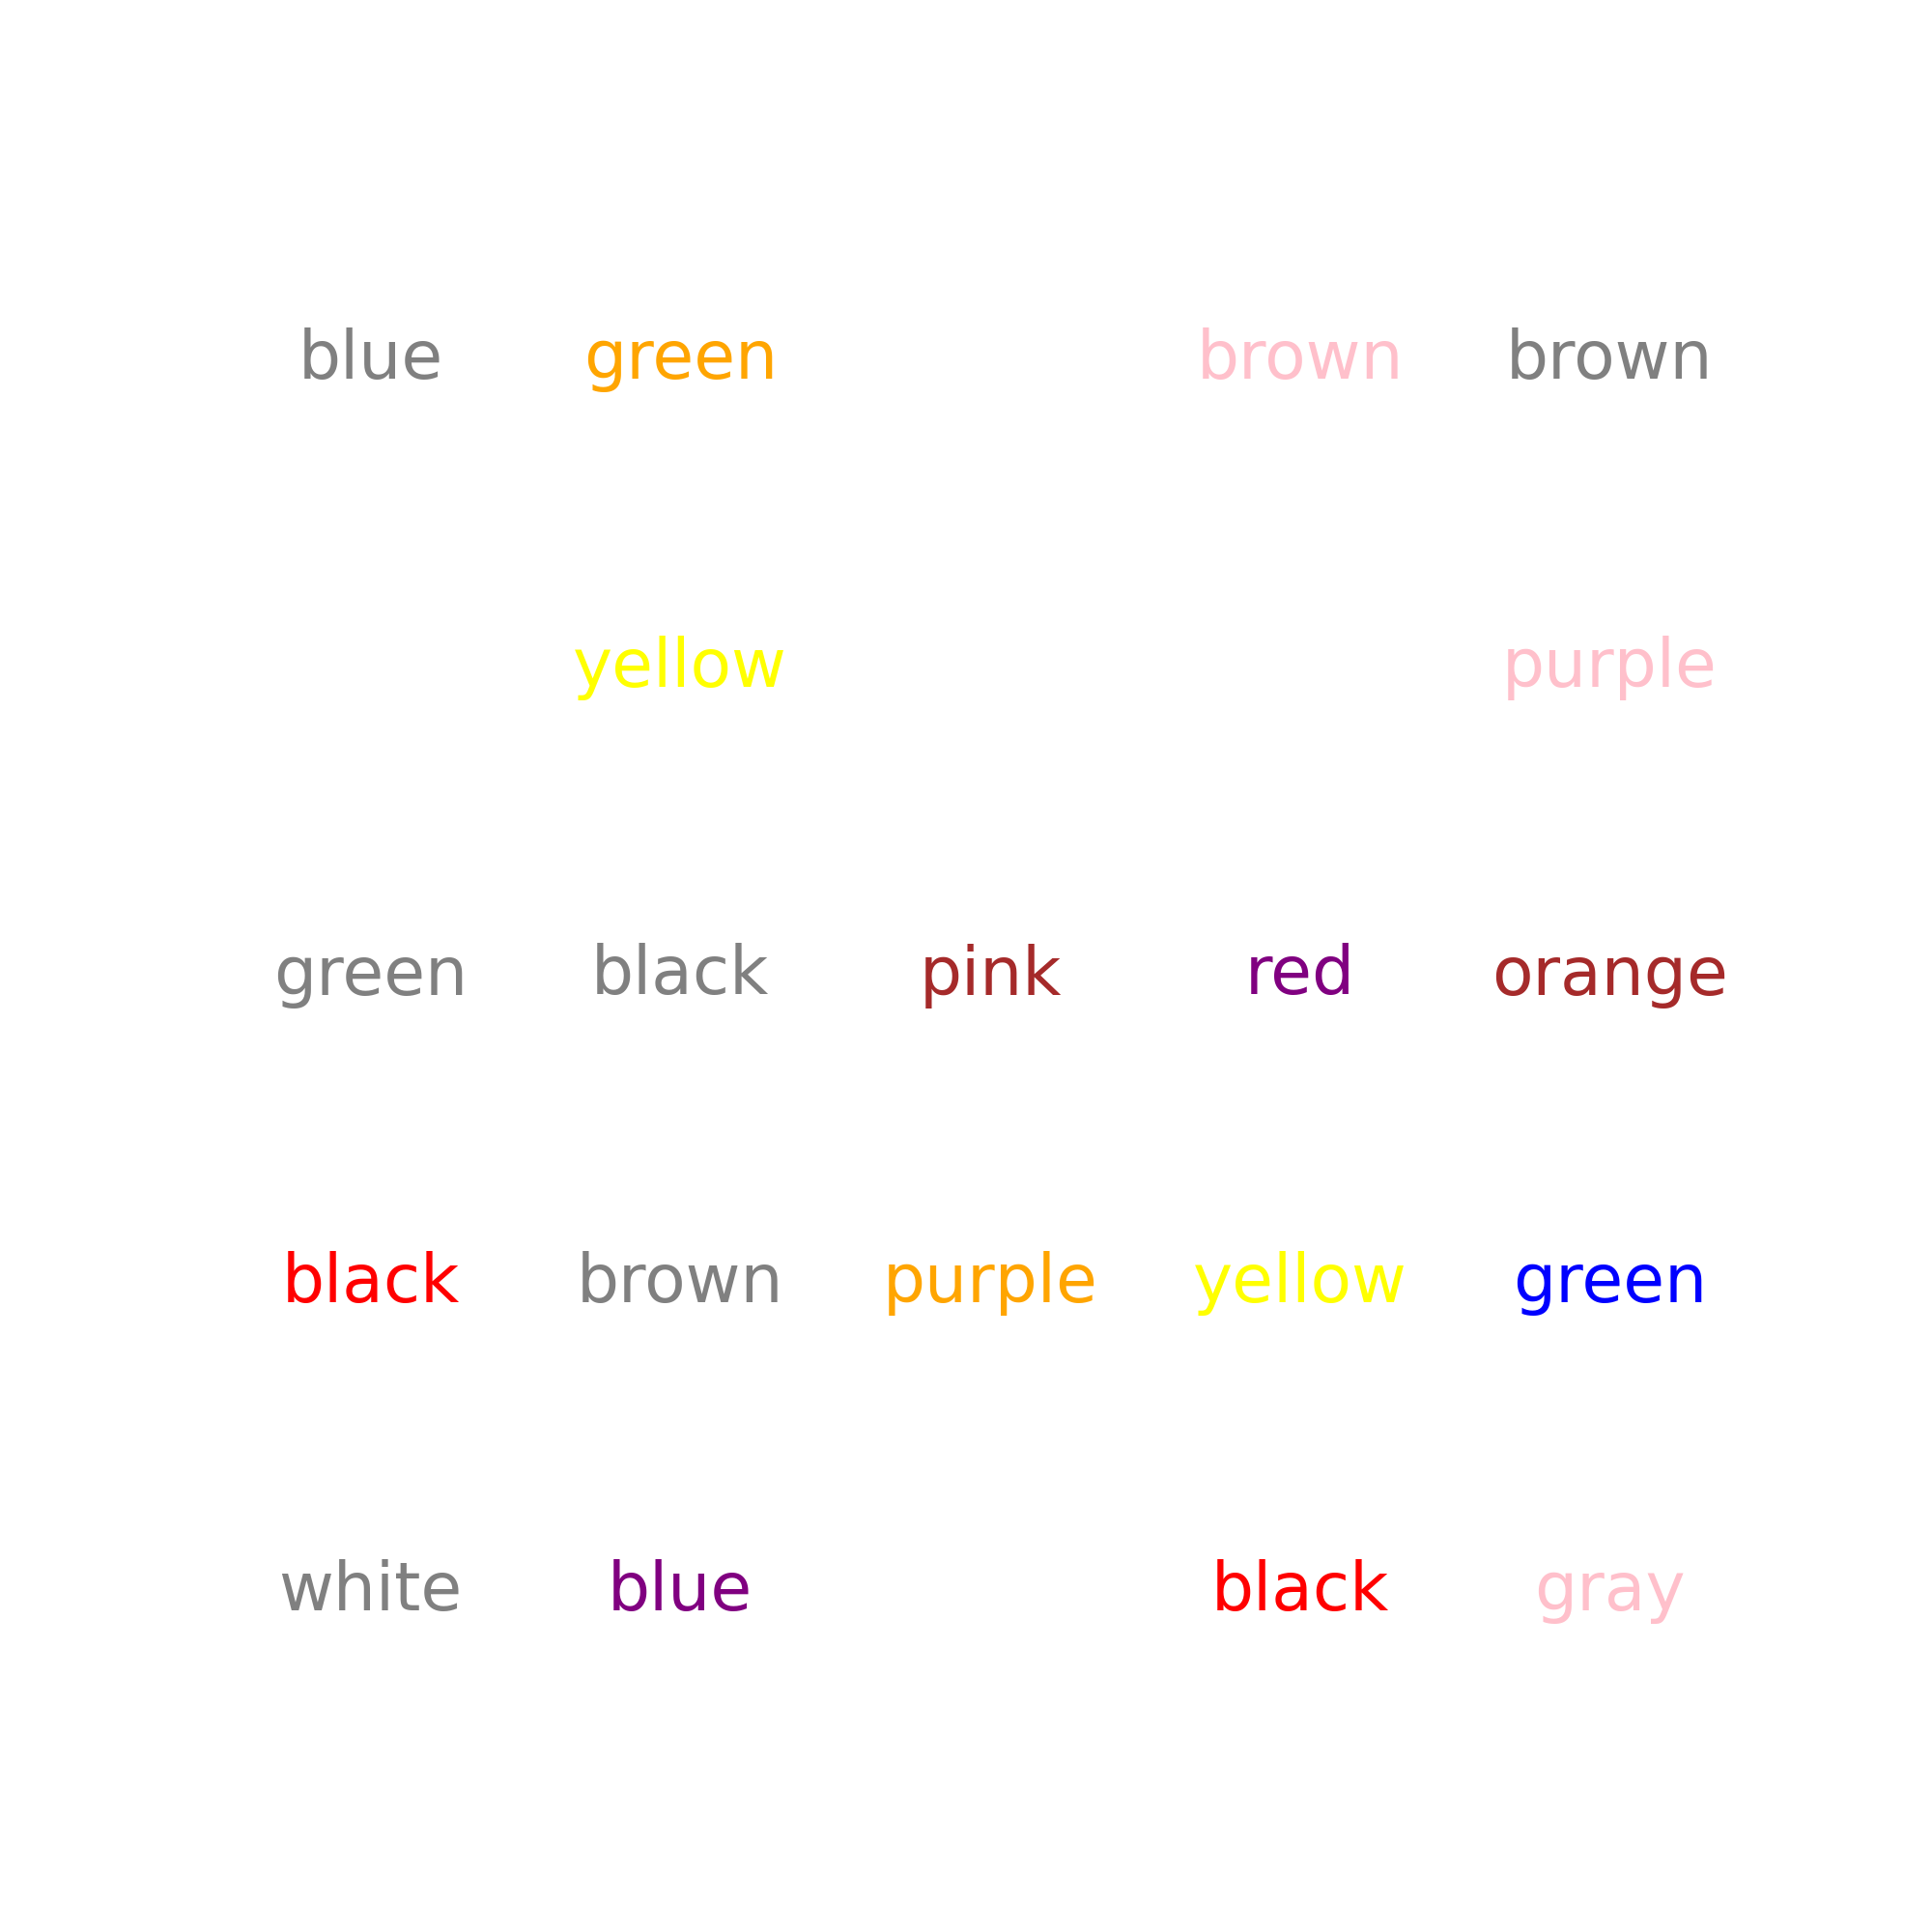 blue green brown brown
yellow purple
green black pink red orange
black brown purple yellow green
white blue black gray